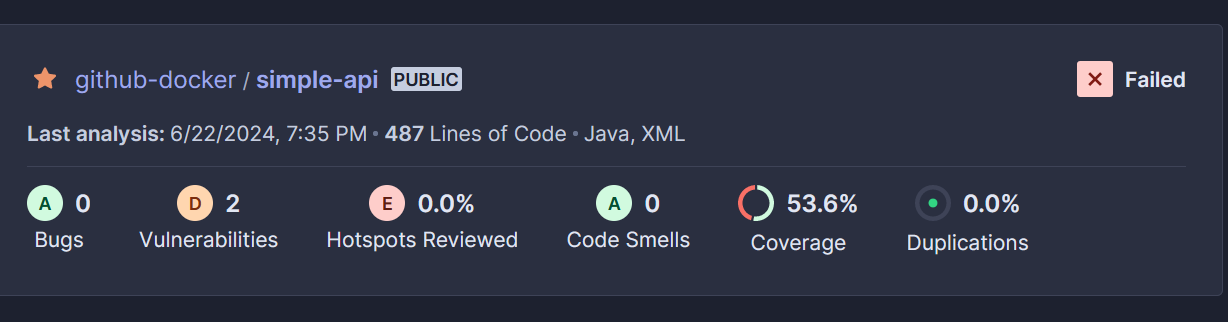 github-docker / simple-api PUBLIC Failed
Last analysis: 6/22/2024, 7:35 PM • 487 Lines of Code • Java, XML
A 0 D 2 E 0.0% A 0 53.6% 0.0%
Bugs Vulnerabilities Hotspots Reviewed Code Smells Coverage Duplications